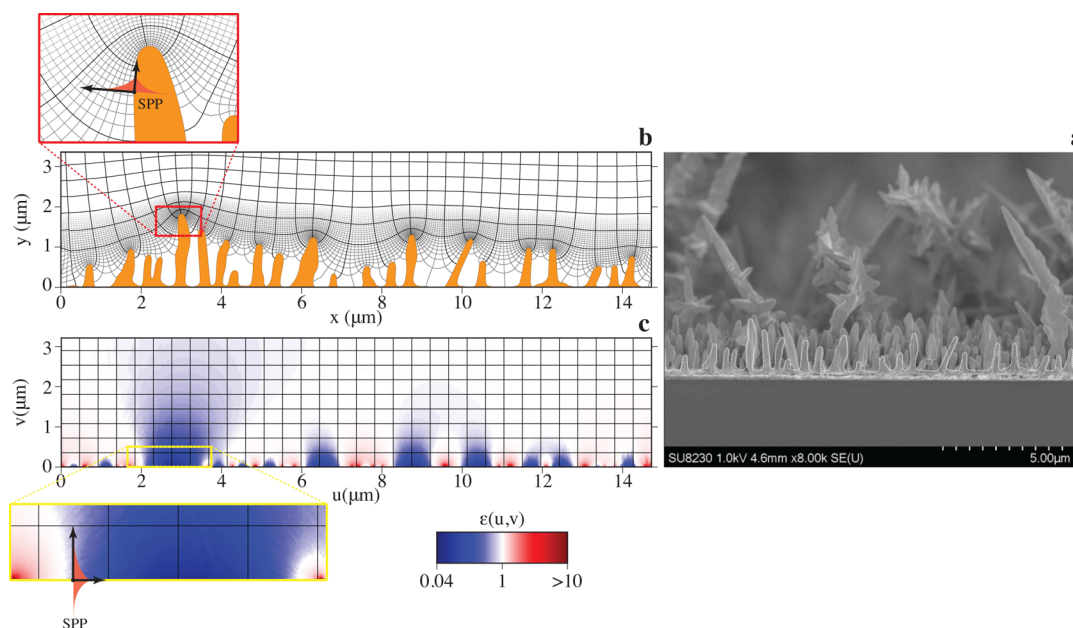 SPP
b
a
y (μm)
3
2
1
0
0
2
4
6
8
10
12
14
x (μm)
c
v(μm)
3
2
1
0
0
2
4
6
8
10
12
14
u(μm)
SU8230 1.0kV 4.6mm x8.00k SE(U)
5.00μm
ε(u,v)
0.04
1
>10
SPP